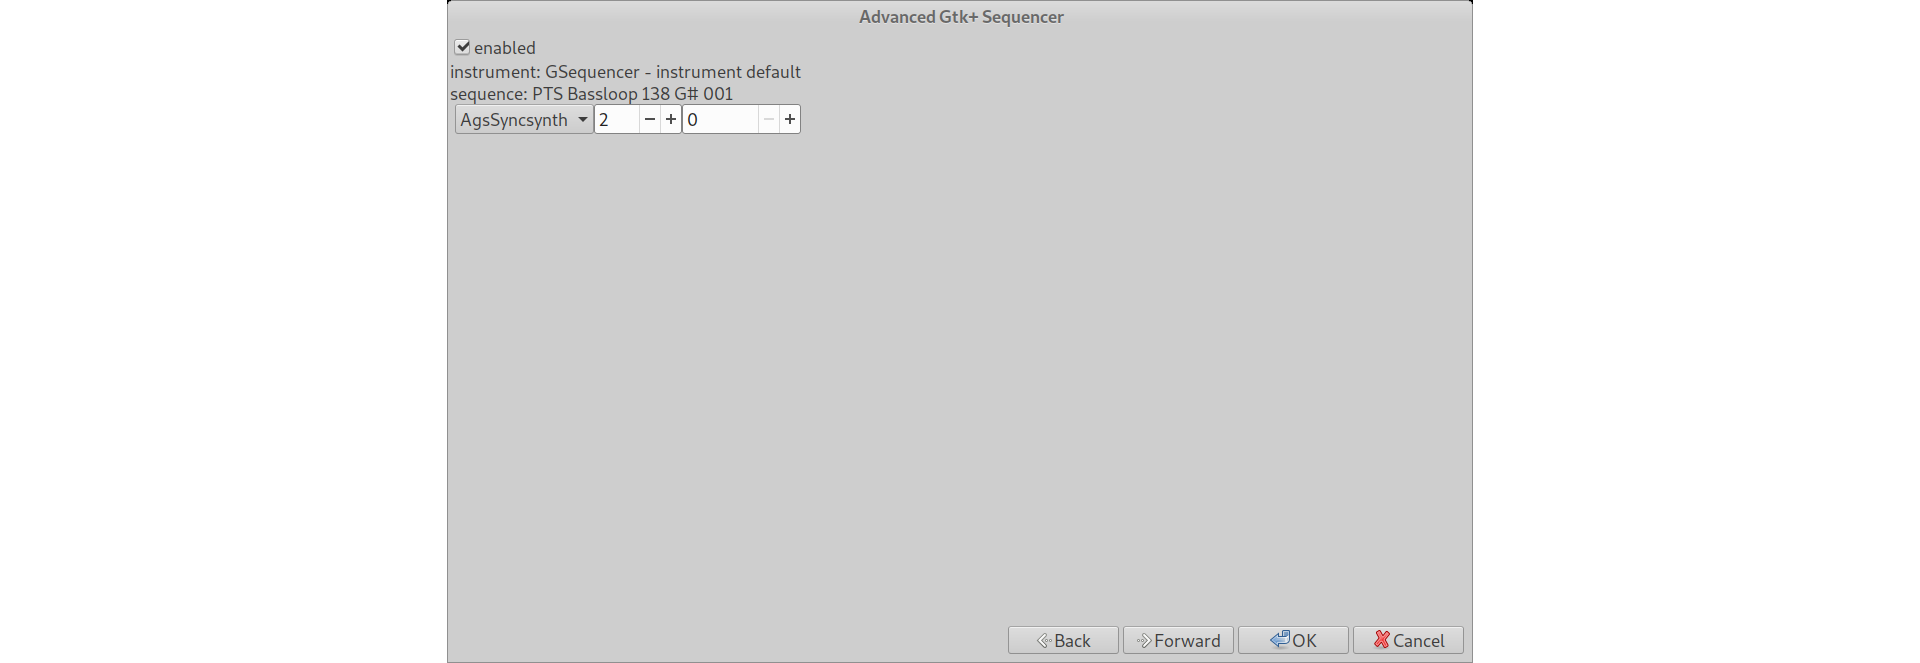 Advanced Gtk+ Sequencer
enabled
instrument: GSequencer - instrument default
sequence: PTS Bassloop 138 G# 001
AgsSyncsynth 2 − + 0 − +
Back Forward OK Cancel